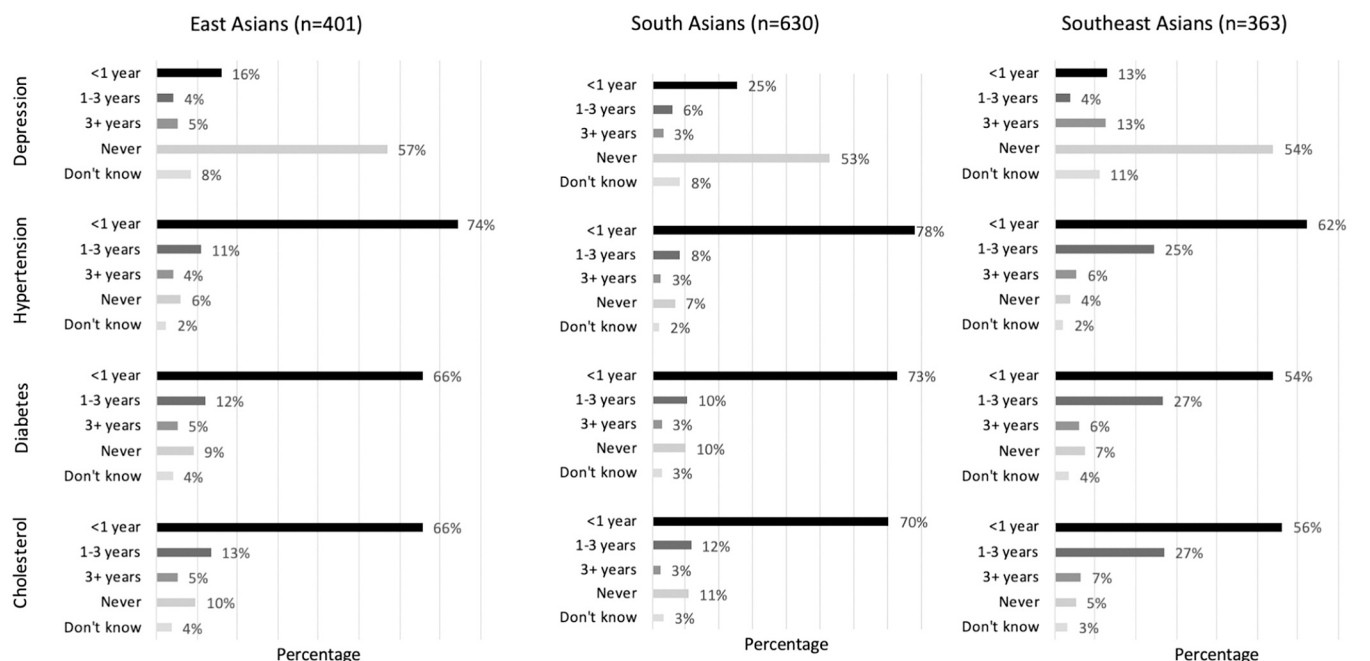 East Asians (n=401)
South Asians (n=630)
Southeast Asians (n=363)
Depression
<1 year 16%
1-3 years 4%
3+ years 5%
Never 57%
Don't know 8%
<1 year 25%
1-3 years 6%
3+ years 3%
Never 53%
Don't know 8%
<1 year 13%
1-3 years 4%
3+ years 13%
Never 54%
Don't know 11%
Hypertension
<1 year 74%
1-3 years 11%
3+ years 4%
Never 6%
Don't know 2%
<1 year 78%
1-3 years 8%
3+ years 3%
Never 7%
Don't know 2%
<1 year 62%
1-3 years 25%
3+ years 6%
Never 4%
Don't know 2%
Diabetes
<1 year 66%
1-3 years 12%
3+ years 5%
Never 9%
Don't know 4%
<1 year 73%
1-3 years 10%
3+ years 3%
Never 10%
Don't know 3%
<1 year 54%
1-3 years 27%
3+ years 6%
Never 7%
Don't know 4%
Cholesterol
<1 year 66%
1-3 years 13%
3+ years 5%
Never 10%
Don't know 4%
<1 year 70%
1-3 years 12%
3+ years 3%
Never 11%
Don't know 3%
<1 year 56%
1-3 years 27%
3+ years 7%
Never 5%
Don't know 3%
Percentage
Percentage
Percentage